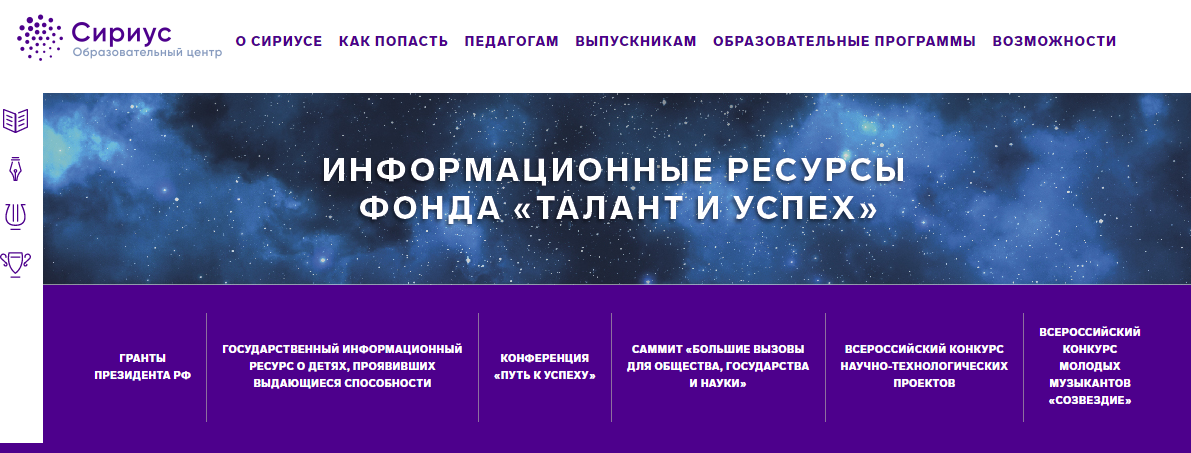 Сириус
Образовательный центр
О СИРИУСЕ КАК ПОПАСТЬ ПЕДАГОГАМ ВЫПУСКНИКАМ ОБРАЗОВАТЕЛЬНЫЕ ПРОГРАММЫ ВОЗМОЖНОСТИ
ИНФОРМАЦИОННЫЕ РЕСУРСЫ
ФОНДА «ТАЛАНТ И УСПЕХ»
ГРАНТЫ
ПРЕЗИДЕНТА РФ
ГОСУДАРСТВЕННЫЙ ИНФОРМАЦИОННЫЙ
РЕСУРС О ДЕТЯХ, ПРОЯВИВШИХ
ВЫДАЮЩИЕСЯ СПОСОБНОСТИ
КОНФЕРЕНЦИЯ
«ПУТЬ К УСПЕХУ»
САММИТ «БОЛЬШИЕ ВЫЗОВЫ
ДЛЯ ОБЩЕСТВА, ГОСУДАРСТВА
И НАУКИ»
ВСЕРОССИЙСКИЙ КОНКУРС
НАУЧНО-ТЕХНОЛОГИЧЕСКИХ
ПРОЕКТОВ
ВСЕРОССИЙСКИЙ
КОНКУРС
МОЛОДЫХ
МУЗЫКАНТОВ
«СОЗВЕЗДИЕ»